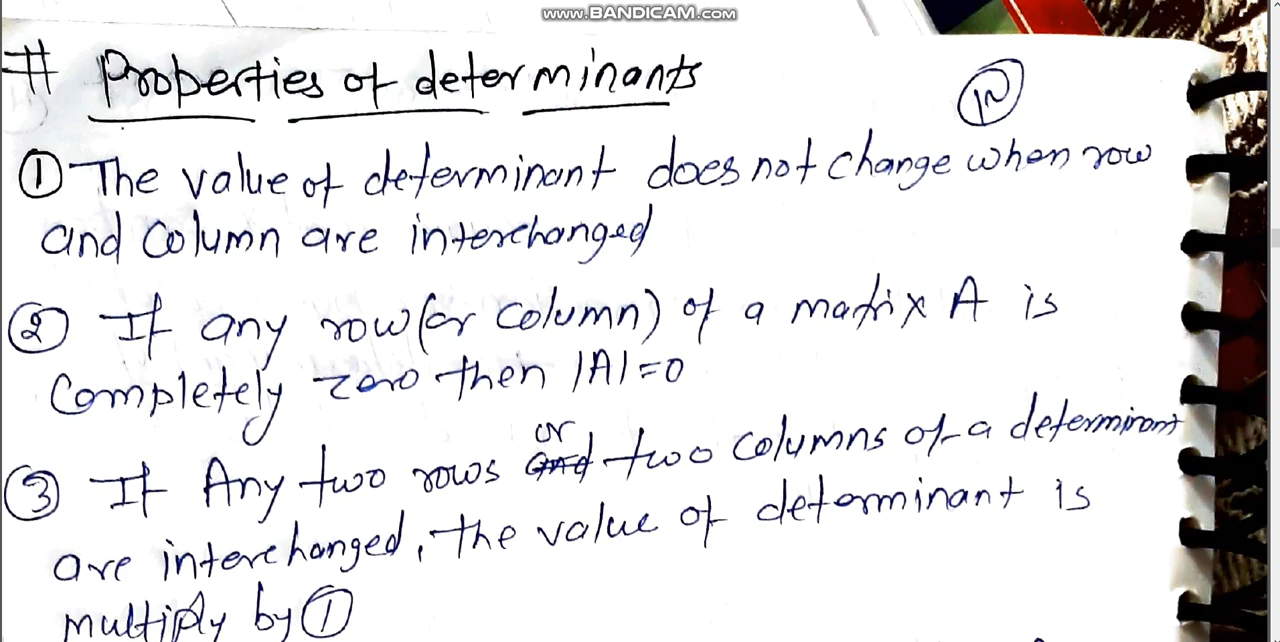 www.BANDICAM.com
# Properties of determinants
12
① The value of determinant does not change when row
and column are interchanged
② If any row (or column) of a matrix A is
completely zero then |A| = 0
or
③ If Any two rows and two columns of a determinant
are interchanged, the value of determinant is
multiply by ①